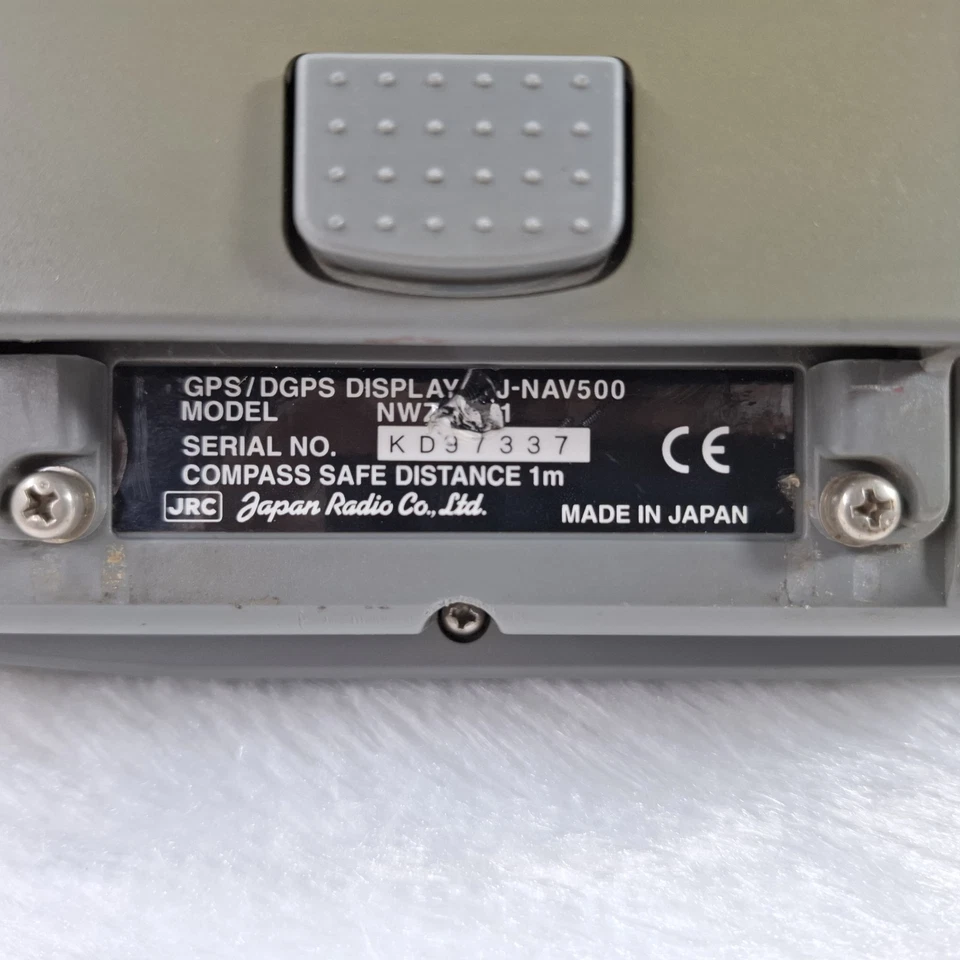 GPS/DGPS DISPLAY J-NAV500
MODEL
SERIAL NO. KD97337
COMPASS SAFE DISTANCE 1m
JRC Japan Radio Co., Ltd.
CE
MADE IN JAPAN